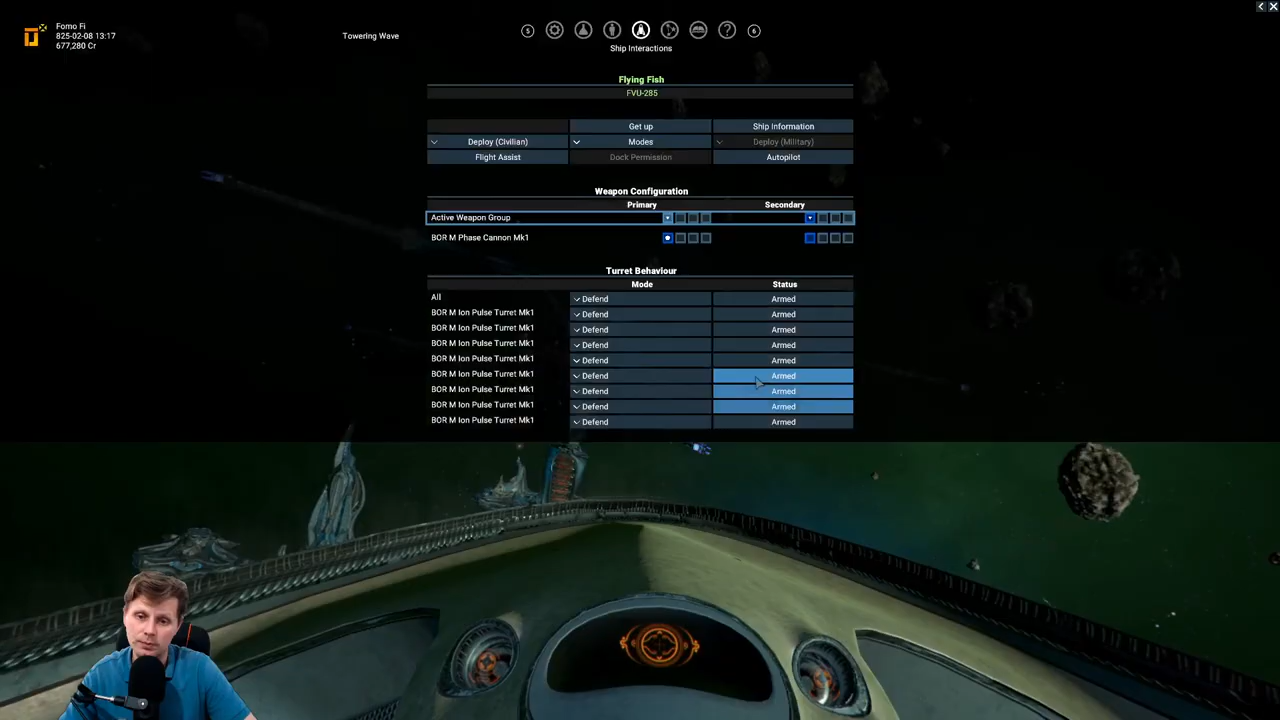 Fomo Fi
825-02-08 13:17
677,280 Cr
Towering Wave
5
?
6
Ship Interactions
Flying Fish
FVU-285
Get up Ship Information
Deploy (Civilian) Modes Deploy (Military)
Flight Assist Dock Permission Autopilot
Weapon Configuration
Primary Secondary
Active Weapon Group
BOR M Phase Cannon Mk1
Turret Behaviour
Mode Status
All Defend Armed
BOR M Ion Pulse Turret Mk1 Defend Armed
BOR M Ion Pulse Turret Mk1 Defend Armed
BOR M Ion Pulse Turret Mk1 Defend Armed
BOR M Ion Pulse Turret Mk1 Defend Armed
BOR M Ion Pulse Turret Mk1 Defend Armed
BOR M Ion Pulse Turret Mk1 Defend Armed
BOR M Ion Pulse Turret Mk1 Defend Armed
BOR M Ion Pulse Turret Mk1 Defend Armed